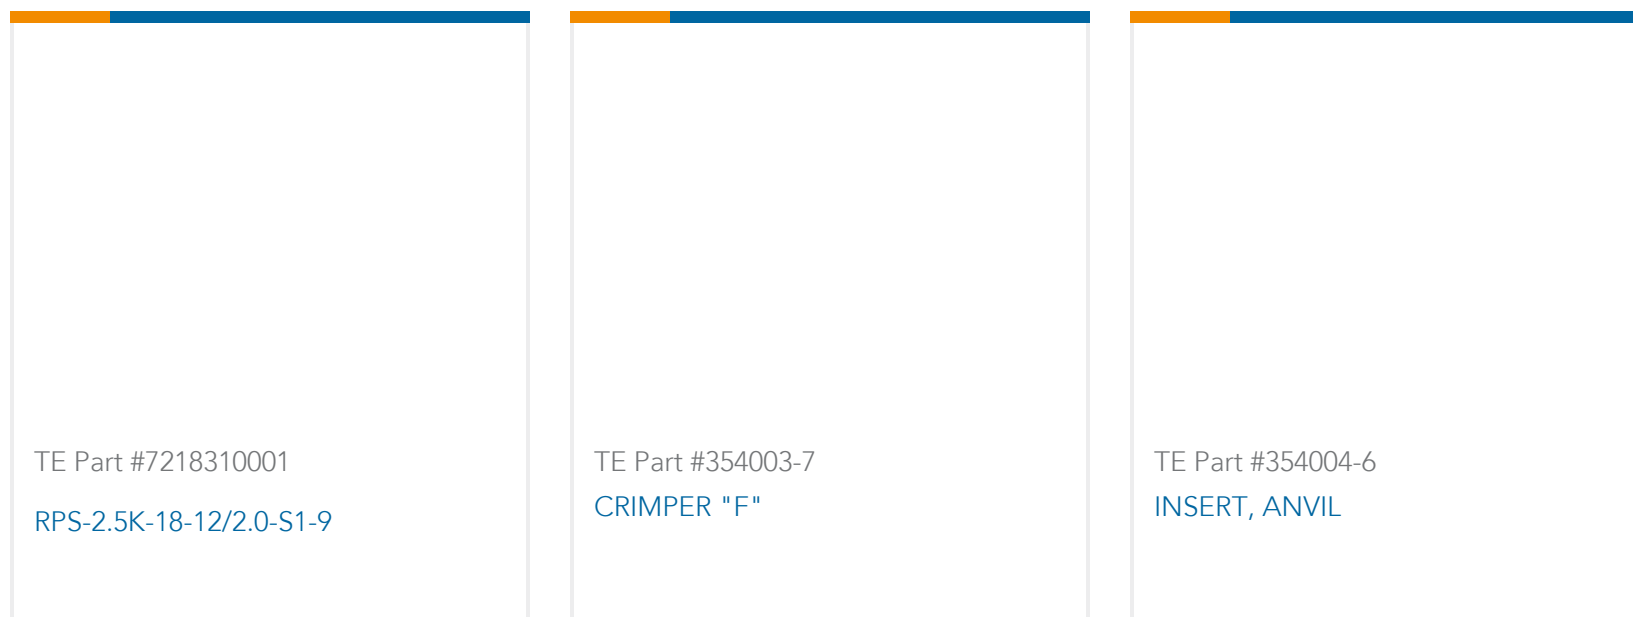 TE Part #7218310001
RPS-2.5K-18-12/2.0-S1-9
TE Part #354003-7
CRIMPER "F"
TE Part #354004-6
INSERT, ANVIL